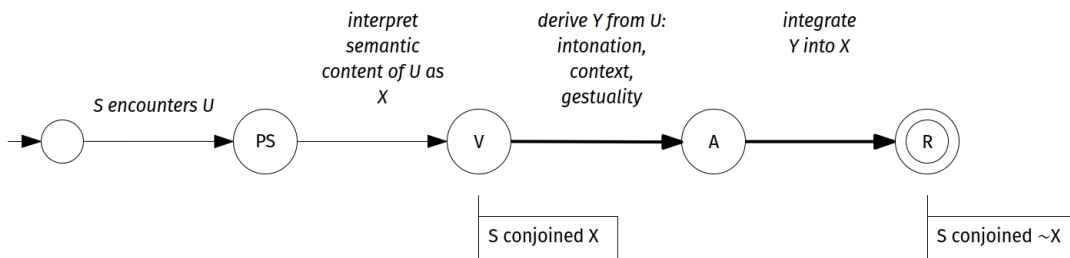 S encounters U
interpret
semantic
content of U as
X
derive Y from U:
intonation,
context,
gestuality
integrate
Y into X
PS
V
A
R
S conjoined X
S conjoined ~X